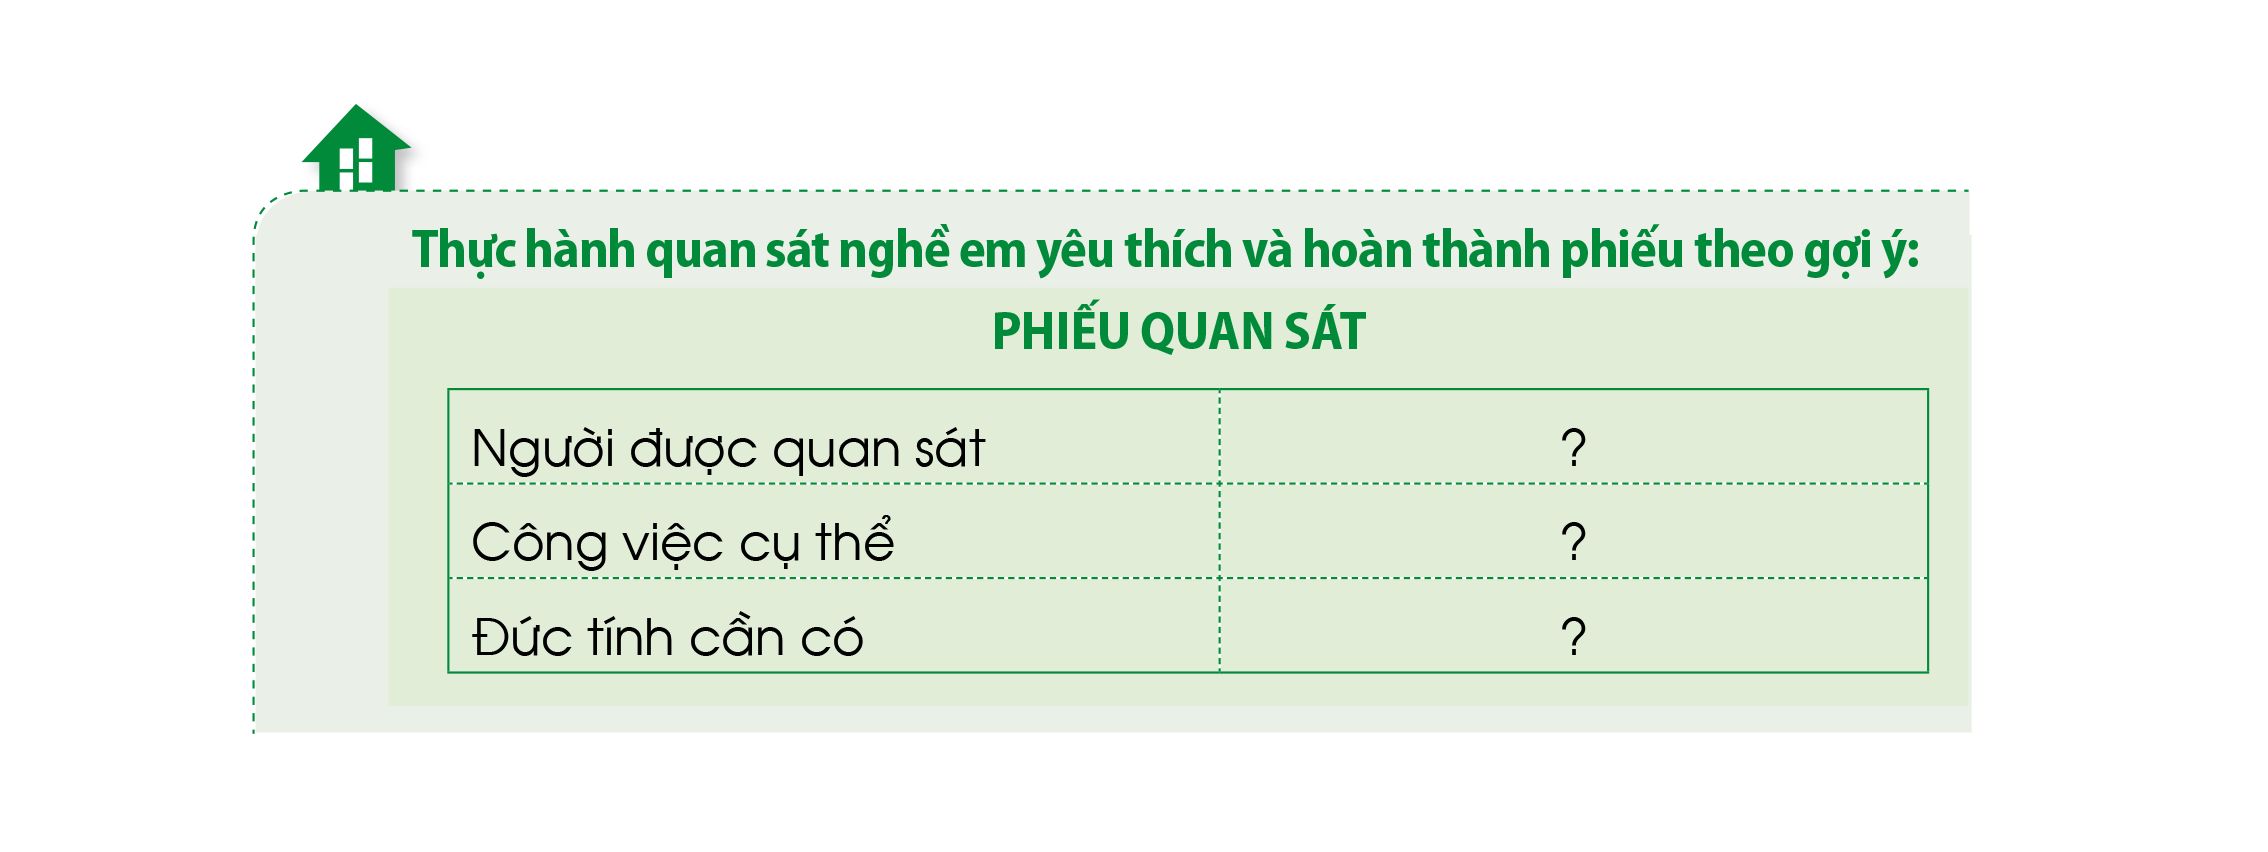 Thực hành quan sát nghề em yêu thích và hoàn thành phiếu theo gợi ý:
PHIẾU QUAN SÁT
Người được quan sát ?
Công việc cụ thể ?
Đức tính cần có ?